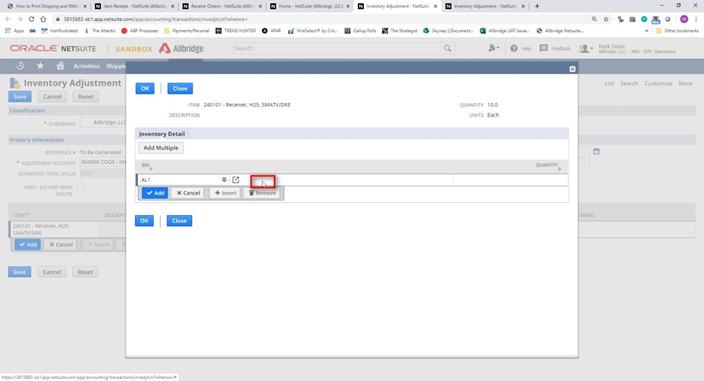 How to Print Shipping and RMA
Item Receipt - NetSuite (Allbridg
Receive Orders - NetSuite (Allbri
Home - NetSuite (Allbridge, LLC)
Inventory Adjustment - NetSuite
Inventory Adjustment - NetSuite
3815683-sb1.app.netsuite.com/app/accounting/transactions/invadjst.nl?whence=
Apps
freshillustrated
The Atlantic
ABP Processes
Payments/Personal
TREND HUNTER
AFAR
HiveSelect® by Crit...
Gallup Polls
The Strategist
Skyway | Document...
Allbridge UAT Issue...
Allbridge Netsuite...
Other bookmarks
ORACLE NETSUITE
SANDBOX
Allbridge
Search
Help
Feedback
Mark Dixon
Allbridge, LLC - ABC - EVP, Operations
Activities
Inventory Adjustment
List
Search
Customize
More
Save
Cancel
Reset
Classification
* SUBSIDIARY
Allbridge, LLC
Primary Information
REFERENCE # To Be Generated
* ADJUSTMENT ACCOUNT
504500 COGS - Inv
ESTIMATED TOTAL VALUE 0.00
KEEP - DO NOT MASS
DELETE
ITEM*
MEMO
240101 - Receiver, H25,
SMATV/DRE
Add
Cancel
Insert
Save
Cancel
Reset
OK
Close
ITEM 240101 - Receiver, H25, SMATV/DRE
QUANTITY 10.0
DESCRIPTION
UNITS Each
Inventory Detail
Add Multiple
BIN
QUANTITY
AL1
Add
Cancel
Insert
Remove
OK
Close
https://3815683-sb1.app.netsuite.com/app/accounting/transactions/invadjst.nl?whence=#